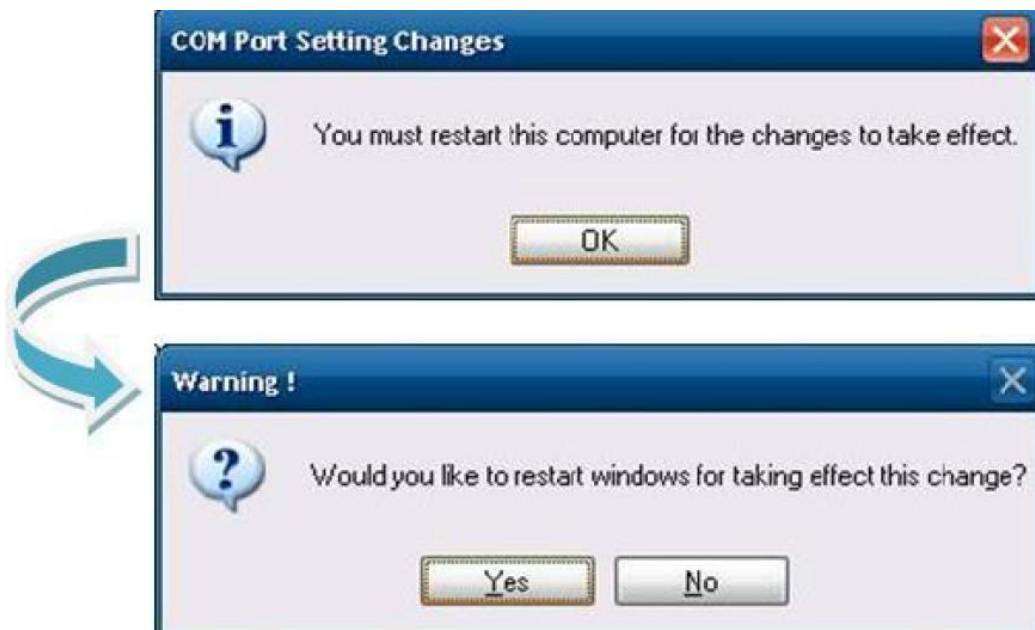 COM Port Setting Changes
You must restart this computer for the changes to take effect.
OK
Warning !
Would you like to restart windows for taking effect this change?
Yes
No